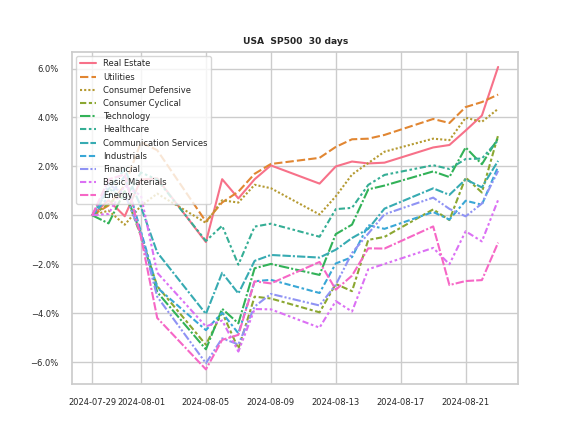 USA SP500 30 days
6.0%
4.0%
2.0%
0.0%
−2.0%
−4.0%
−6.0%
Real Estate
Utilities
Consumer Defensive
Consumer Cyclical
Technology
Healthcare
Communication Services
Industrials
Financial
Basic Materials
Energy
2024-07-29 2024-08-01 2024-08-05 2024-08-09 2024-08-13 2024-08-17 2024-08-21